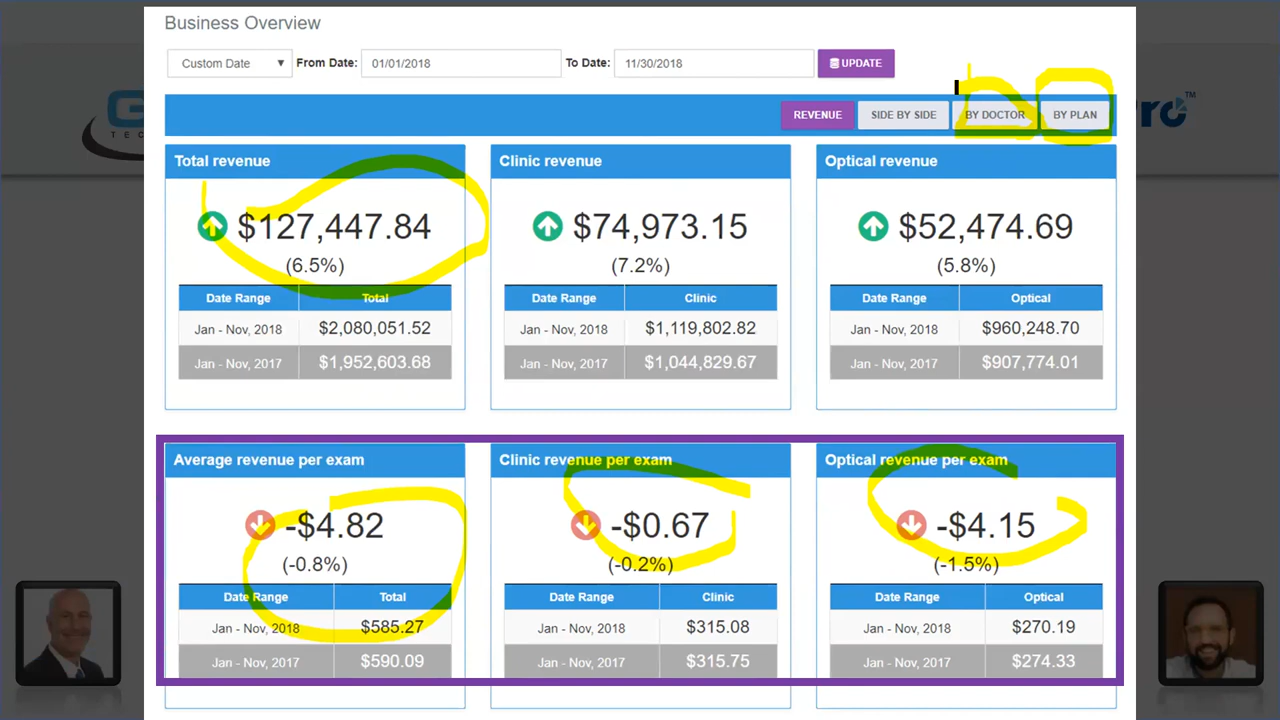 Business Overview
Custom Date ▼ From Date: 01/01/2018 To Date: 11/30/2018 UPDATE
REVENUE SIDE BY SIDE BY DOCTOR BY PLAN
G ro™
TEC
Total revenue
$127,447.84
(6.5%)
Date Range Total
Jan - Nov, 2018 $2,080,051.52
Jan - Nov, 2017 $1,952,603.68
Clinic revenue
$74,973.15
(7.2%)
Date Range Clinic
Jan - Nov, 2018 $1,119,802.82
Jan - Nov, 2017 $1,044,829.67
Optical revenue
$52,474.69
(5.8%)
Date Range Optical
Jan - Nov, 2018 $960,248.70
Jan - Nov, 2017 $907,774.01
Average revenue per exam
-$4.82
(-0.8%)
Date Range Total
Jan - Nov, 2018 $585.27
Jan - Nov, 2017 $590.09
Clinic revenue per exam
-$0.67
(-0.2%)
Date Range Clinic
Jan - Nov, 2018 $315.08
Jan - Nov, 2017 $315.75
Optical revenue per exam
-$4.15
(-1.5%)
Date Range Optical
Jan - Nov, 2018 $270.19
Jan - Nov, 2017 $274.33